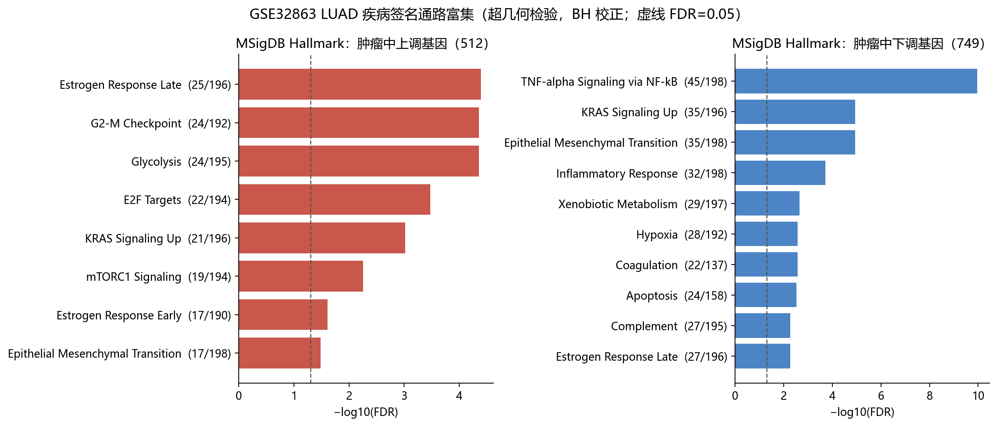 GSE32863 LUAD 疾病签名通路富集（超几何检验，BH 校正；虚线 FDR=0.05）
MSigDB Hallmark：肿瘤中上调基因（512）
Estrogen Response Late (25/196)
G2-M Checkpoint (24/192)
Glycolysis (24/195)
E2F Targets (22/194)
KRAS Signaling Up (21/196)
mTORC1 Signaling (19/194)
Estrogen Response Early (17/190)
Epithelial Mesenchymal Transition (17/198)
0 1 2 3 4
−log10(FDR)
MSigDB Hallmark：肿瘤中下调基因（749）
TNF-alpha Signaling via NF-kB (45/198)
KRAS Signaling Up (35/196)
Epithelial Mesenchymal Transition (35/198)
Inflammatory Response (32/198)
Xenobiotic Metabolism (29/197)
Hypoxia (28/192)
Coagulation (22/137)
Apoptosis (24/158)
Complement (27/195)
Estrogen Response Late (27/196)
0 2 4 6 8 10
−log10(FDR)